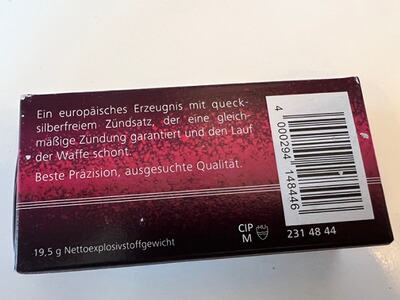 Ein europäisches Erzeugnis mit queck-
silberfreiem Zündsatz, der eine gleich-
mäßige Zündung garantiert und den Lauf
der Waffe schont.
Beste Präzision, ausgesuchte Qualität.
4 000294 148446
19,5 g Nettoexplosivstoffgewicht
CIP
M
231 48 44